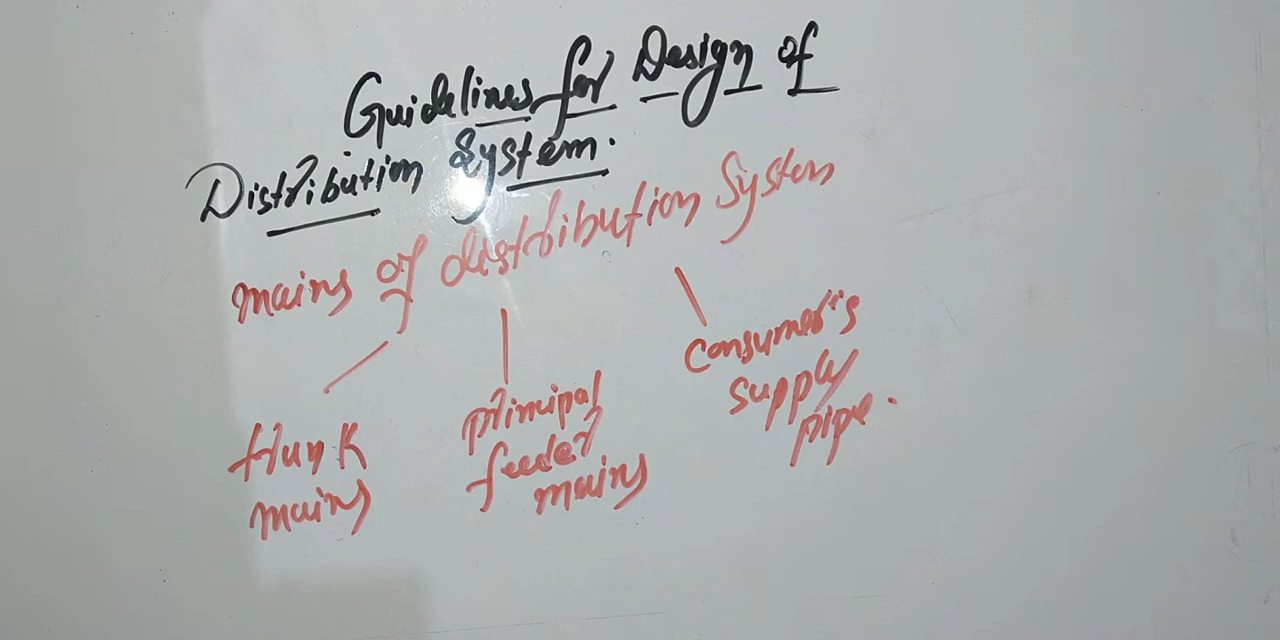 Guidelines for Design of
Distribution System.
mains of distribution System
trunk
mains
principal
feeder
mains
Consumer's
supply
pipe.